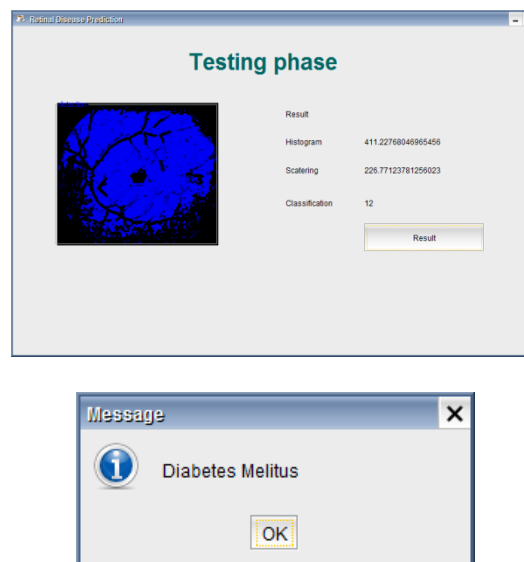 Retinal Disease Prediction
Testing phase
Result
Histogram 411.22768046965456
Scatering 226.77123781256023
Classification 12
Result
Message
Diabetes Melitus
OK